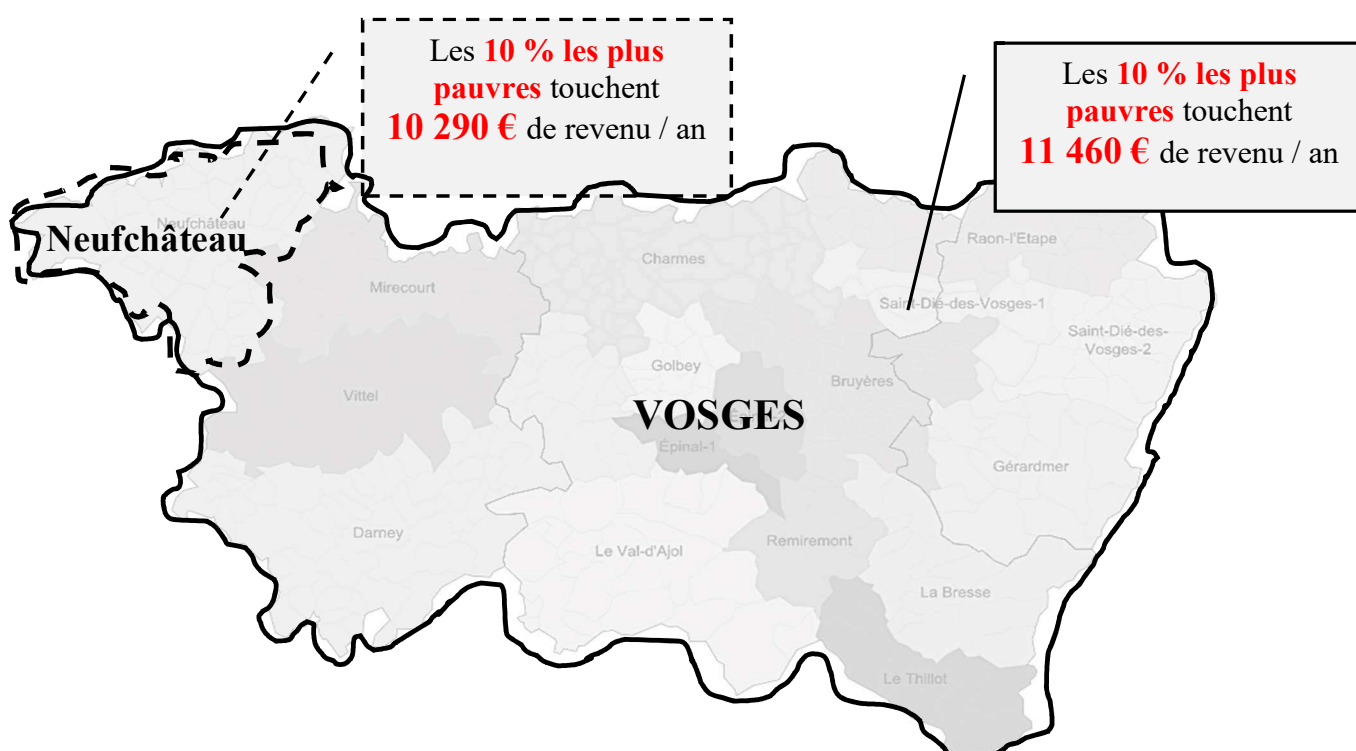 Les 10 % les plus
pauvres touchent
10 290 € de revenu / an
Les 10 % les plus
pauvres touchent
11 460 € de revenu / an
Neufchâteau
Neufchâteau
Raon-l'Etape
Charmes
Mirecourt
Saint-Dié-des-Vosges-1
Saint-Dié-des-
Vosges-2
Golbey
Bruyères
Vittel
VOSGES
Épinal-1
Gérardmer
Darney
Remiremont
Le Val-d'Ajol
La Bresse
Le Thillot